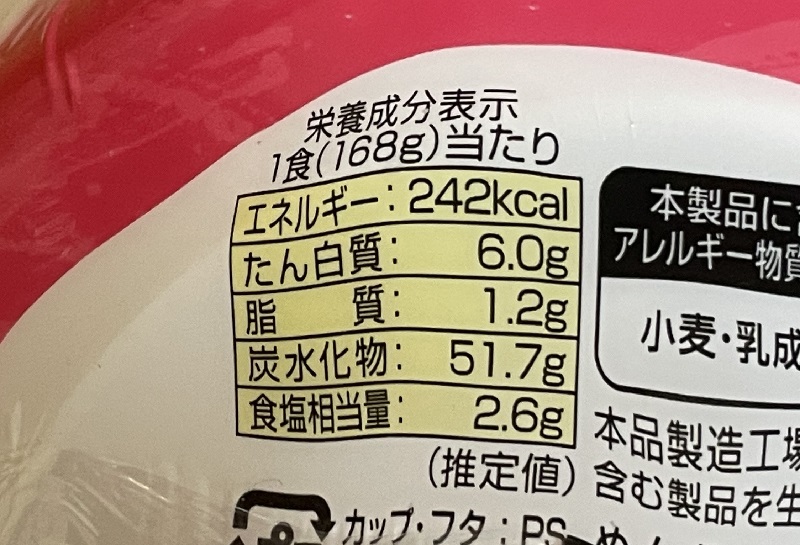 栄養成分表示
1食(168g)当たり
エネルギー: 242kcal
たん白質: 6.0g
脂 質: 1.2g
炭水化物: 51.7g
食塩相当量: 2.6g
(推定値)
カップ・フタ:PS
本製品に
アレルギー物質
小麦・乳成
本品製造工場
含む製品を生